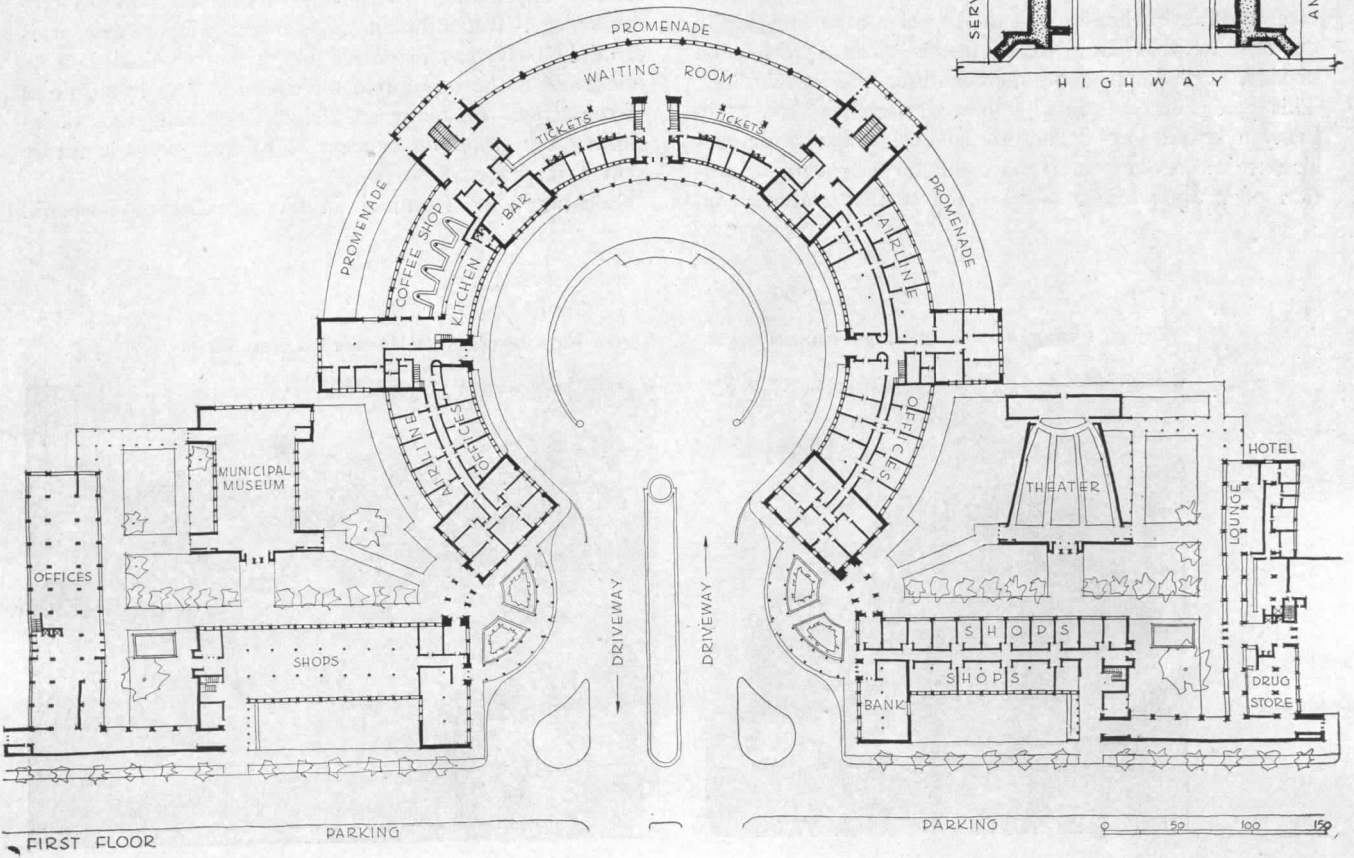 PROMENADE
WAITING ROOM
TICKETS
TICKETS
SERV
AN
HIGHWAY
PROMENADE
COFFEE SHOP
KITCHEN
BAR
AIRLINE
PROMENADE
AIRLINE
OFFICES
OFFICES
MUNICIPAL
MUSEUM
OFFICES
SHOPS
DRIVEWAY
DRIVEWAY
THEATER
HOTEL
LOUNGE
SHOPS
SHOPS
BANK
DRUG
STORE
PARKING
PARKING
0 50 100 150
FIRST FLOOR